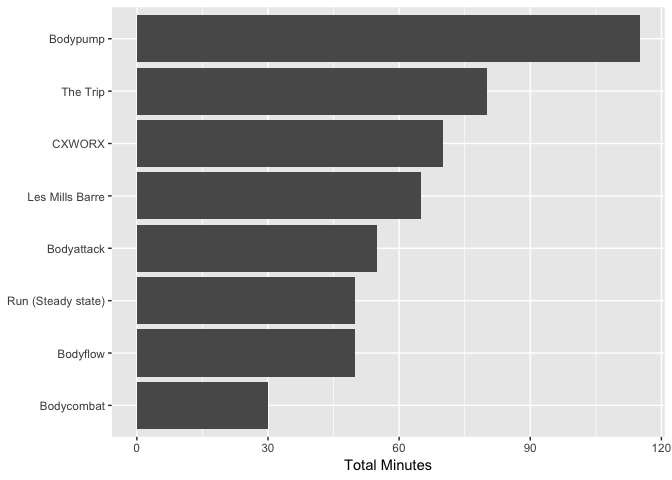 Bodypump
The Trip
CXWORX
Les Mills Barre
Bodyattack
Run (Steady state)
Bodyflow
Bodycombat
0 30 60 90 120
Total Minutes